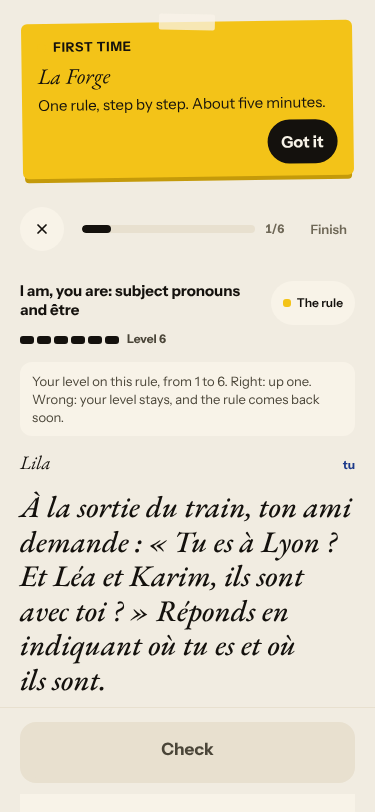 FIRST TIME
La Forge
One rule, step by step. About five minutes.
Got it
1/6
Finish
I am, you are: subject pronouns
and être
The rule
Level 6
Your level on this rule, from 1 to 6. Right: up one.
Wrong: your level stays, and the rule comes back
soon.
Lila
tu
À la sortie du train, ton ami
demande : « Tu es à Lyon ?
Et Léa et Karim, ils sont
avec toi ? » Réponds en
indiquant où tu es et où
ils sont.
Check